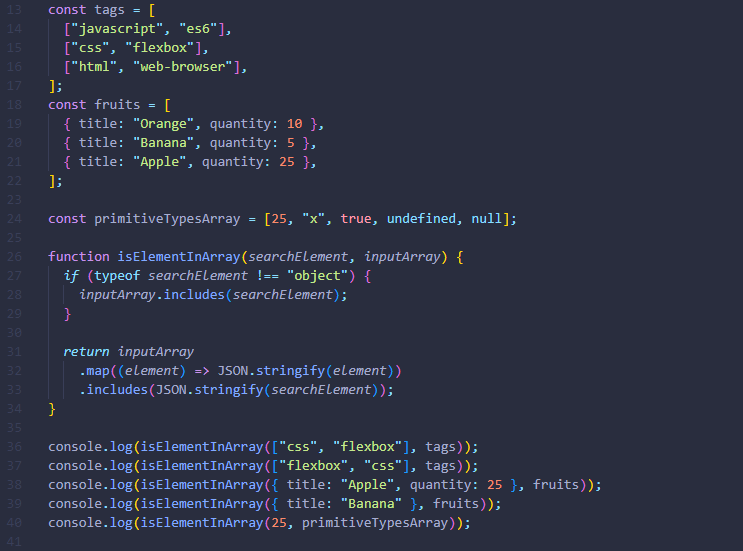 13 const tags = [
14   ["javascript", "es6"],
15   ["css", "flexbox"],
16   ["html", "web-browser"],
17 ];
18 const fruits = [
19   { title: "Orange", quantity: 10 },
20   { title: "Banana", quantity: 5 },
21   { title: "Apple", quantity: 25 },
22 ];
23
24 const primitiveTypesArray = [25, "x", true, undefined, null];
25
26 function isElementInArray(searchElement, inputArray) {
27   if (typeof searchElement !== "object") {
28     inputArray.includes(searchElement);
29   }
30
31   return inputArray
32     .map((element) => JSON.stringify(element))
33     .includes(JSON.stringify(searchElement));
34 }
35
36 console.log(isElementInArray(["css", "flexbox"], tags));
37 console.log(isElementInArray(["flexbox", "css"], tags));
38 console.log(isElementInArray({ title: "Apple", quantity: 25 }, fruits));
39 console.log(isElementInArray({ title: "Banana" }, fruits));
40 console.log(isElementInArray(25, primitiveTypesArray));
41